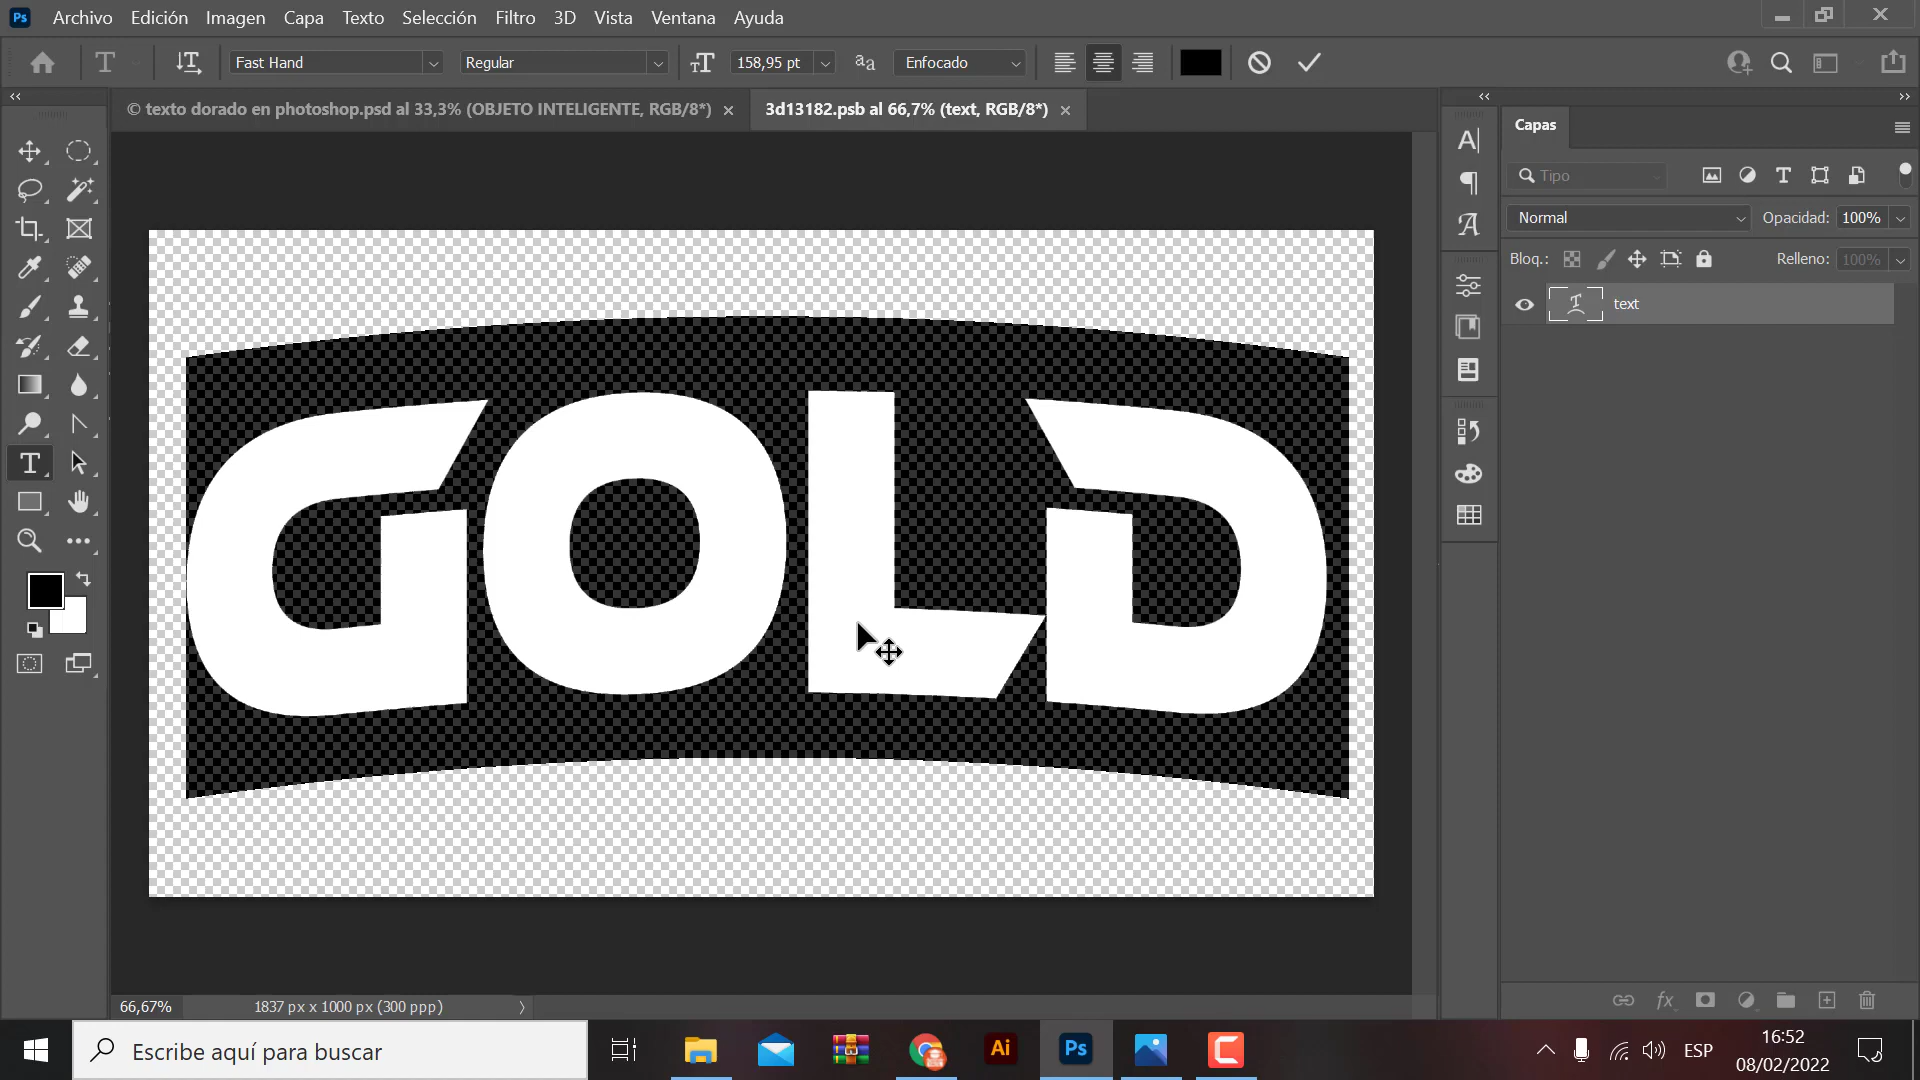 Ps Archivo Edición Imagen Capa Texto Selección Filtro 3D Vista Ventana Ayuda
Fast Hand Regular 158,95 pt aa Enfocado
© texto dorado en photoshop.psd al 33,3% (OBJETO INTELIGENTE, RGB/8*) × 3d13182.psb al 66,7% (text, RGB/8*) ×
Capas
Tipo
Normal Opacidad: 100%
Bloq.: Relleno: 100%
text
GOLD
66,67% 1837 px x 1000 px (300 ppp)
Escribe aquí para buscar
Ai Ps
ESP
16:52
08/02/2022